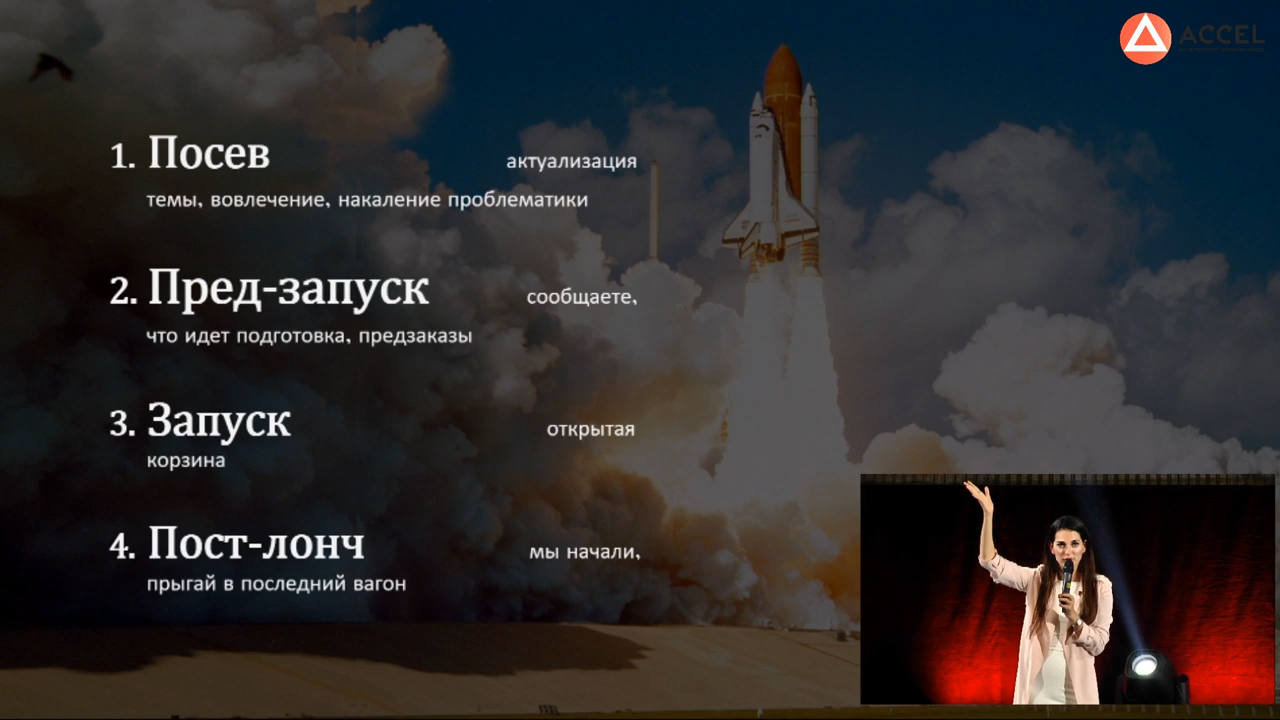 ACCEL
1. Посев актуализация
темы, вовлечение, накаление проблематики
2. Пред-запуск сообщаете,
что идет подготовка, предзаказы
3. Запуск открытая
корзина
4. Пост-лонч мы начали,
прыгай в последний вагон